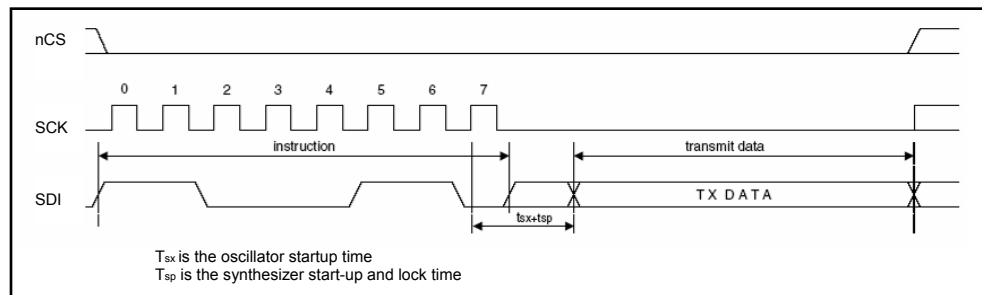 nCS
0 1 2 3 4 5 6 7
SCK
instruction transmit data
SDI TX DATA
tsx+tsp
Tsx is the oscillator startup time
Tsp is the synthesizer start-up and lock time